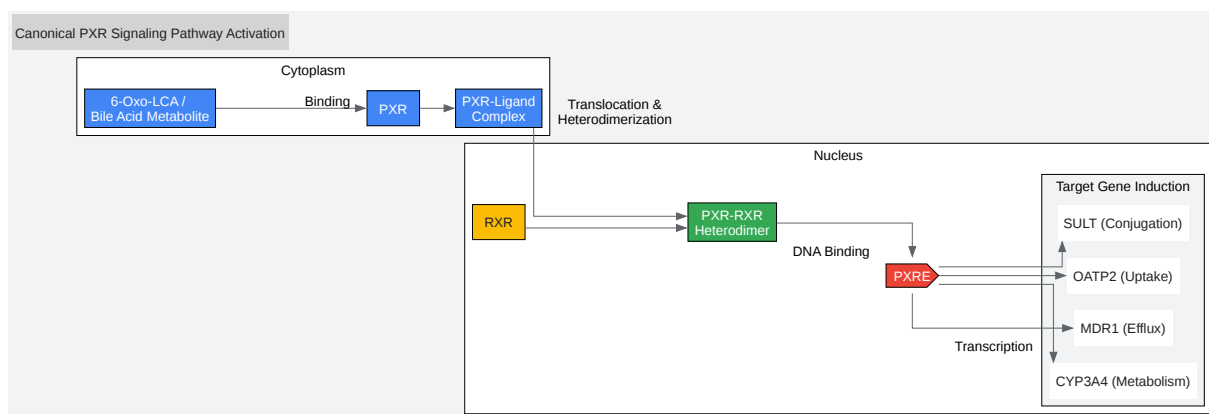 Canonical PXR Signaling Pathway Activation
Cytoplasm
6-Oxo-LCA /
Bile Acid Metabolite
Binding
PXR
PXR-Ligand
Complex
Translocation &
Heterodimerization
Nucleus
RXR
PXR-RXR
Heterodimer
DNA Binding
PXRE
Transcription
Target Gene Induction
SULT (Conjugation)
OATP2 (Uptake)
MDR1 (Efflux)
CYP3A4 (Metabolism)